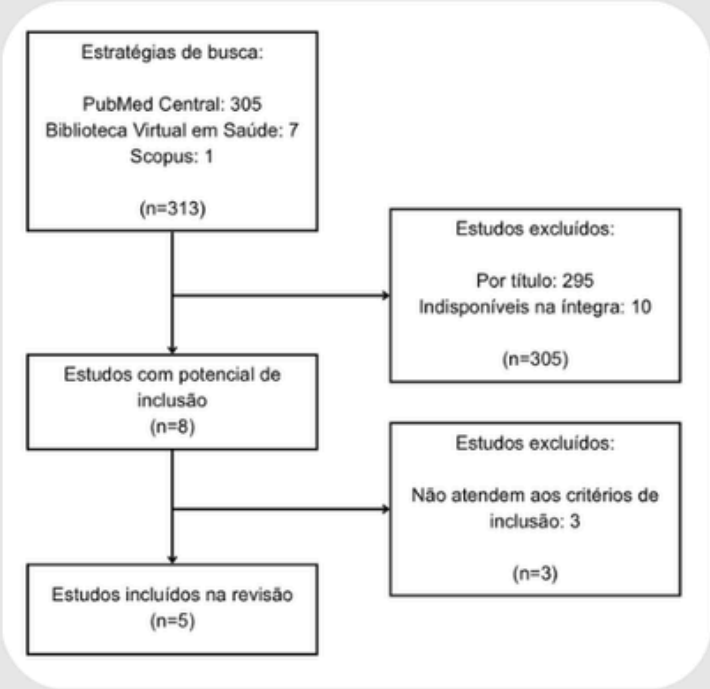 Estratégias de busca:
PubMed Central: 305
Biblioteca Virtual em Saúde: 7
Scopus: 1
(n=313)
Estudos excluídos:
Por título: 295
Indisponíveis na íntegra: 10
(n=305)
Estudos com potencial de
inclusão
(n=8)
Estudos excluídos:
Não atendem aos critérios de
inclusão: 3
(n=3)
Estudos incluídos na revisão
(n=5)